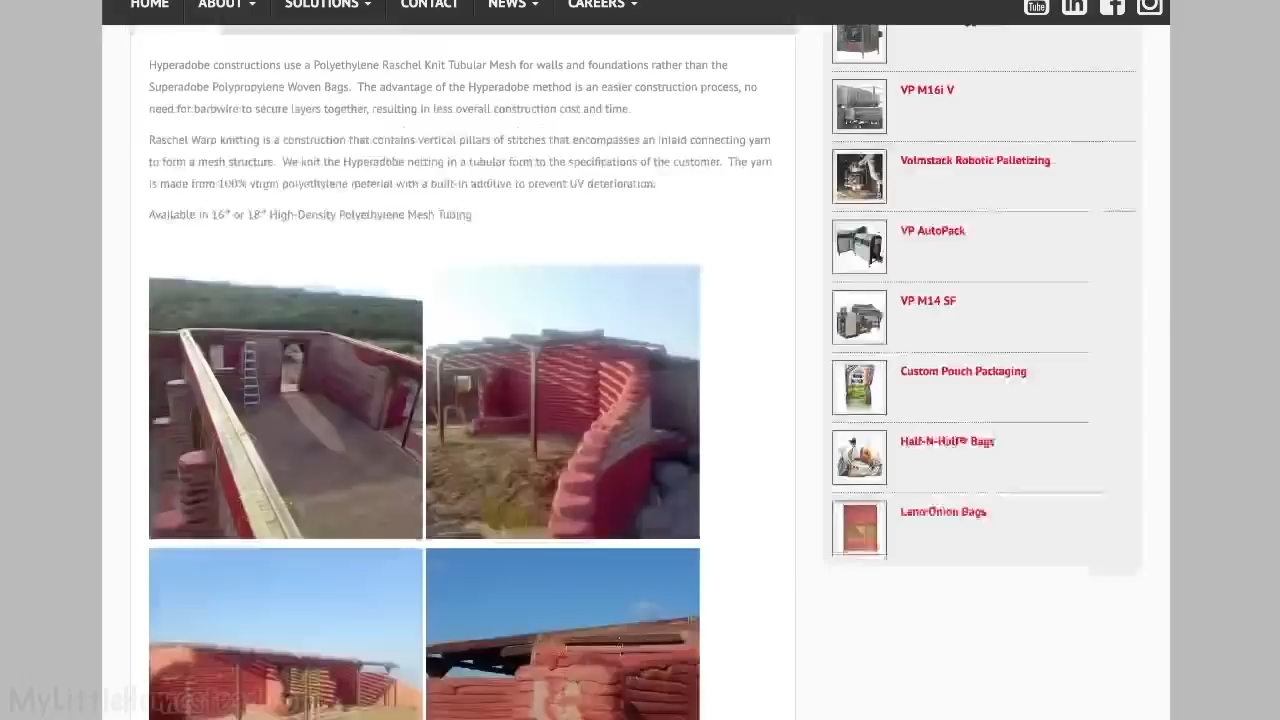 HOME ABOUT SOLUTIONS CONTACT NEWS CAREERS
You Tube in f
Hyperadobe constructions use a Polyethylene Raschel Knit Tubular Mesh for walls and foundations rather than the
Superadobe Polypropylene Woven Bags. The advantage of the Hyperadobe method is an easier construction process, no
need for barbwire to secure layers together, resulting in less overall construction cost and time.
Raschel Warp knitting is a construction that contains vertical pillars of stitches that encompasses an inlaid connecting yarn
to form a mesh structure. We knit the Hyperadobe netting in a tubular form to the specifications of the customer. The yarn
is made from 100% virgin polyethylene material with a built-in additive to prevent UV deterioration.
Available in 16" or 18" High-Density Polyethylene Mesh Tubing
VP M16i V
Volmstack Robotic Palletizing
VP AutoPack
VP M14 SF
Custom Pouch Packaging
Half-N-Half® Bags
Leno Onion Bags
MyLittleHomestead